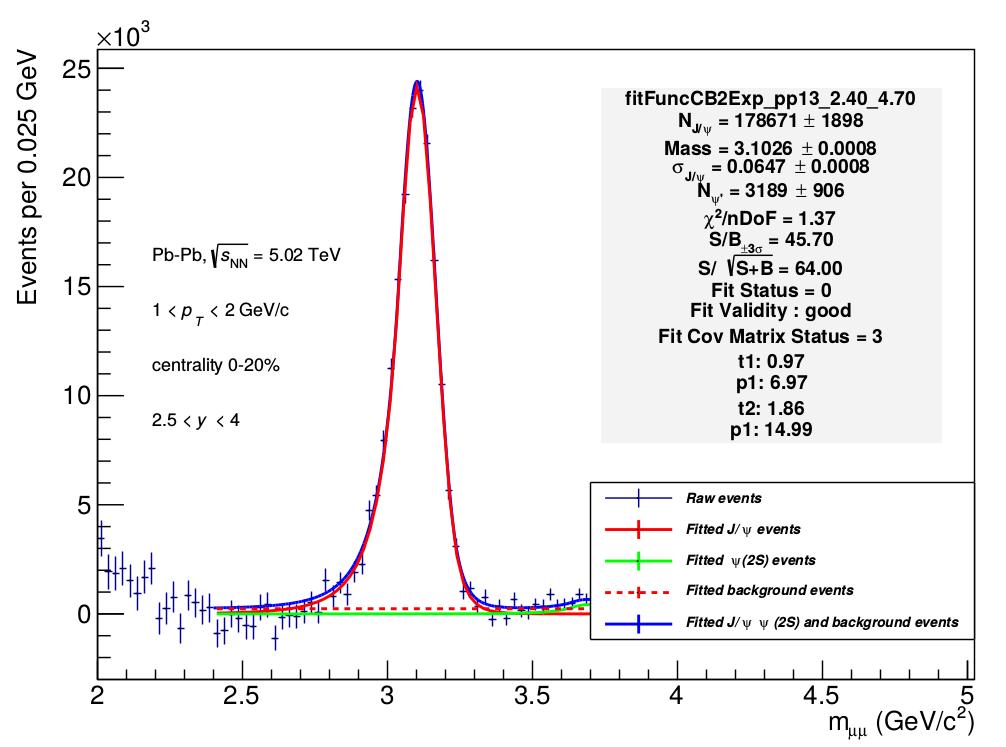 ×10³
Events per 0.025 GeV
25
20
15
10
5
0
2
2.5
3
3.5
4
4.5
5
m_μμ (GeV/c²)
Pb-Pb, √s_NN = 5.02 TeV
1 < p_T < 2 GeV/c
centrality 0-20%
2.5 < y < 4
fitFuncCB2Exp_pp13_2.40_4.70
N_J/ψ = 178671 ± 1898
Mass = 3.1026 ± 0.0008
σ_J/ψ = 0.0647 ± 0.0008
N_ψ' = 3189 ± 906
χ²/nDoF = 1.37
S/B_±3σ = 45.70
S/ √S+B = 64.00
Fit Status = 0
Fit Validity : good
Fit Cov Matrix Status = 3
t1: 0.97
p1: 6.97
t2: 1.86
p1: 14.99
Raw events
Fitted J/ψ events
Fitted ψ(2S) events
Fitted background events
Fitted J/ψ ψ (2S) and background events